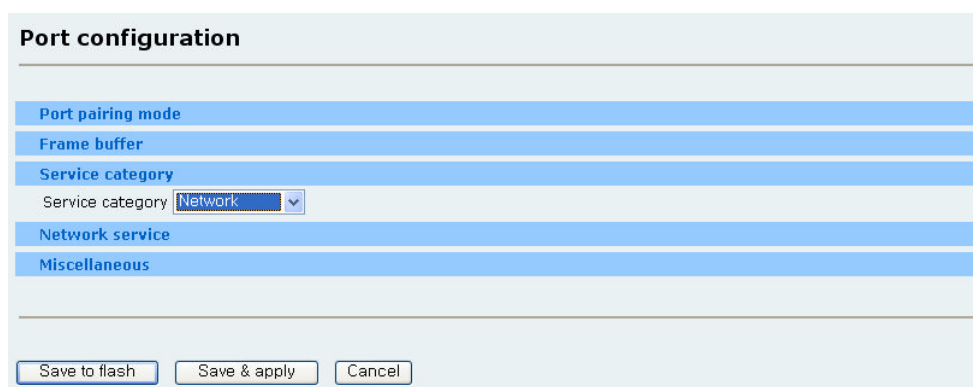 Port configuration
Port pairing mode
Frame buffer
Service category
Service category Network
Network service
Miscellaneous
Save to flash Save & apply Cancel